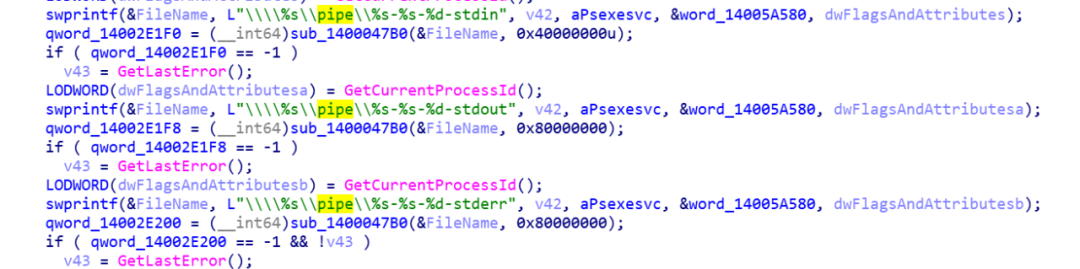 swprintf(&FileName, L"\\\\%s\\pipe\\%s-%s-%d-stdin", v42, aPsexesvc, &word_14005A580, dwFlagsAndAttributes);
qword_14002E1F0 = (__int64)sub_1400047B0(&FileName, 0x40000000u);
if ( qword_14002E1F0 == -1 )
v43 = GetLastError();
LODWORD(dwFlagsAndAttributesa) = GetCurrentProcessId();
swprintf(&FileName, L"\\\\%s\\pipe\\%s-%s-%d-stdout", v42, aPsexesvc, &word_14005A580, dwFlagsAndAttributesa);
qword_14002E1F8 = (__int64)sub_1400047B0(&FileName, 0x80000000);
if ( qword_14002E1F8 == -1 )
v43 = GetLastError();
LODWORD(dwFlagsAndAttributesb) = GetCurrentProcessId();
swprintf(&FileName, L"\\\\%s\\pipe\\%s-%s-%d-stderr", v42, aPsexesvc, &word_14005A580, dwFlagsAndAttributesb);
qword_14002E200 = (__int64)sub_1400047B0(&FileName, 0x80000000);
if ( qword_14002E200 == -1 && !v43 )
v43 = GetLastError();